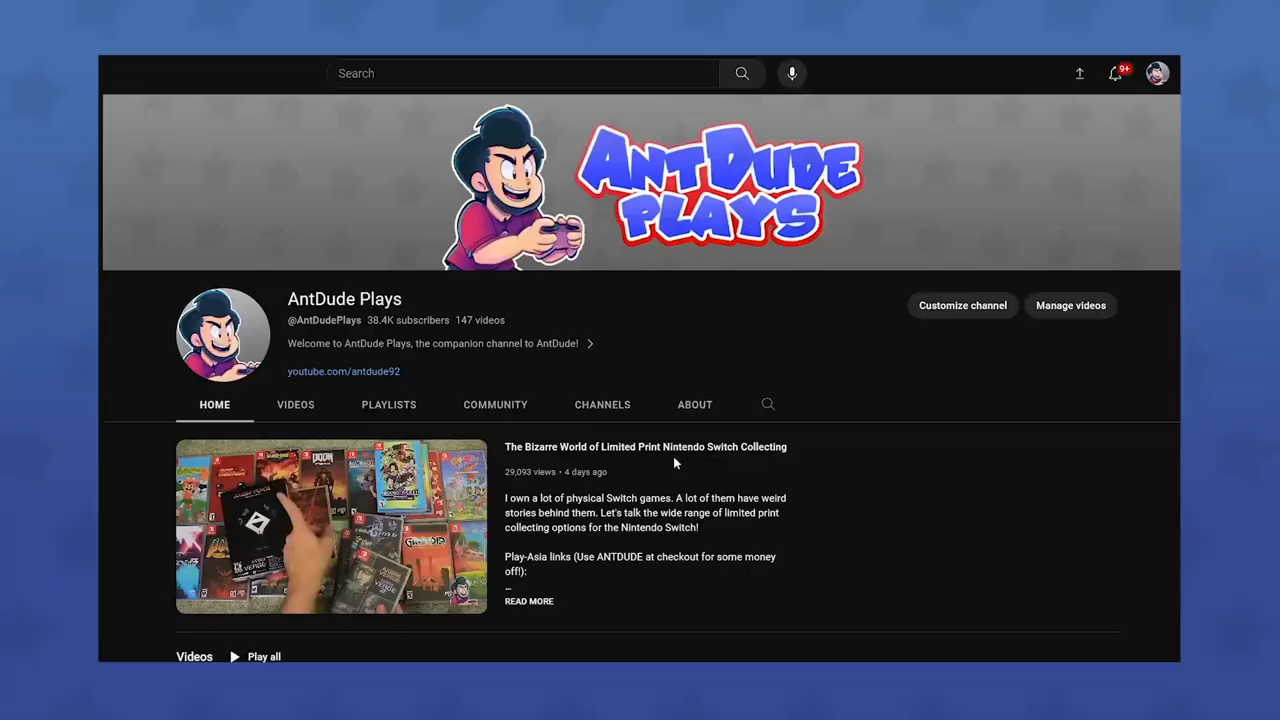 Search
9+
ANTDUDE
PLAYS
AntDude Plays
@AntDudePlays 38.4K subscribers 147 videos
Customize channel
Manage videos
Welcome to AntDude Plays, the companion channel to AntDude!
youtube.com/antdude92
HOME
VIDEOS
PLAYLISTS
COMMUNITY
CHANNELS
ABOUT
The Bizarre World of Limited Print Nintendo Switch Collecting
29,093 views • 4 days ago
I own a lot of physical Switch games. A lot of them have weird
stories behind them. Let's talk the wide range of limited print
collecting options for the Nintendo Switch!
Play-Asia links (Use ANTDUDE at checkout for some money
off!):
...
READ MORE
DOOM
GRANDIA
VERGE
Videos
Play all